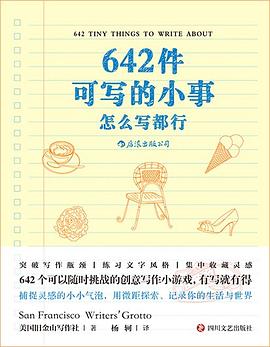 642 TINY THINGS TO WRITE ABOUT
642件
可写的小事
怎么写都行
后浪出版公司
突破写作瓶颈｜练习文字风格｜集中收藏灵感
642 个可以随时挑战的创意写作小游戏，有写就有得
捕捉灵感的小小气泡，用微距探索、记录你的生活与世界
San Francisco Writers' Grotto
美国旧金山写作社｜著 杨轲｜译
四川文艺出版社